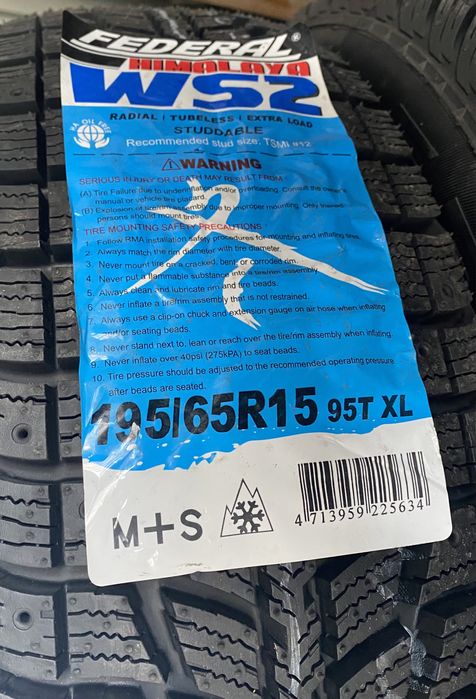 FEDERAL®
HIMALAYA
WS2
RADIAL | TUBELESS | EXTRA LOAD
STUDDABLE
Recommended stud size: TSMI #12
HA OIL FREE
⚠WARNING
SERIOUS INJURY OR DEATH MAY RESULT FROM:
(A) Tire Failure due to underinflation and/or overloading. Consult the owner's
manual or vehicle tire placard.
(B) Explosion of tire/rim assembly due to improper mounting. Only trained
persons should mount tires.
TIRE MOUNTING SAFETY PRECAUTIONS
1. Follow RMA installation safety procedures for mounting and inflating tires.
2. Always match the rim diameter with tire diameter.
3. Never mount tire on a cracked, bent, or corroded rim.
4. Never put a flammable substance into a tire/rim assembly.
5. Always clean and lubricate rim and tire beads.
6. Never inflate a tire/rim assembly that is not restrained.
7. Always use a clip-on chuck and extension gauge on air hose when inflating
and/or seating beads.
8. Never stand next to, lean or reach over the tire/rim assembly when inflating.
9. Never inflate over 40psi (275kPA) to seat beads.
10. Tire pressure should be adjusted to the recommended operating pressure
after beads are seated.
195/65R15 95T XL
M+S
4 713959 225634